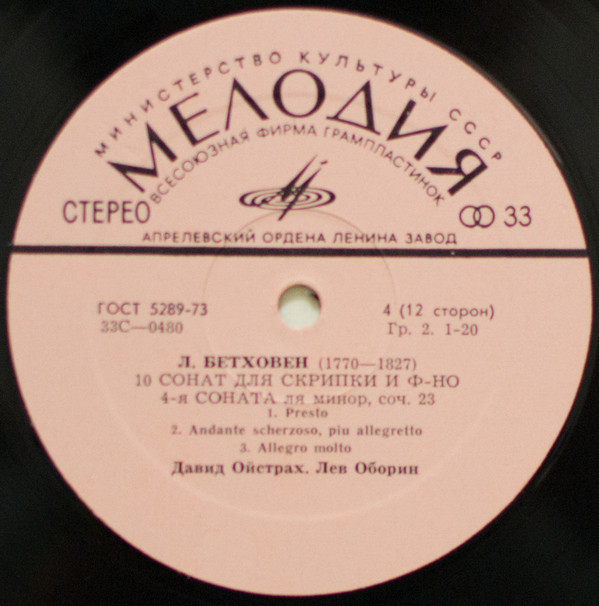 МИНИСТЕРСТВО КУЛЬТУРЫ СССР
МЕЛОДИЯ
ВСЕСОЮЗНАЯ ФИРМА ГРАМПЛАСТИНОК
СТЕРЕО 33
АПРЕЛЕВСКИЙ ОРДЕНА ЛЕНИНА ЗАВОД
ГОСТ 5289-73 4 (12 сторон)
33С—0480 Гр. 2. 1-20
Л. БЕТХОВЕН (1770—1827)
10 СОНАТ ДЛЯ СКРИПКИ И Ф-НО
4-я СОНАТА ля минор, соч. 23
1. Presto
2. Andante scherzoso, piu allegretto
3. Allegro molto
Давид Ойстрах. Лев Оборин